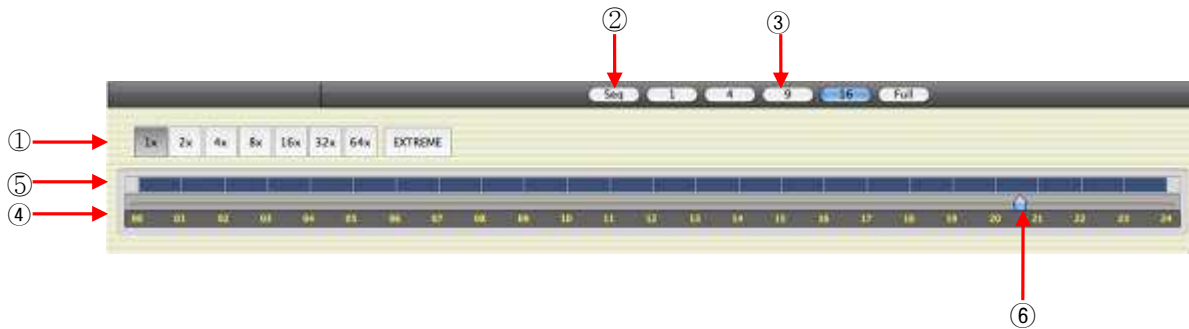 ② ③
Seq 1 4 9 16 Full
① 1x 2x 4x 8x 16x 32x 64x EXTREME
⑤
④ 00 01 02 03 04 05 06 07 08 09 10 11 12 13 14 15 16 17 18 19 20 21 22 23 24
⑥